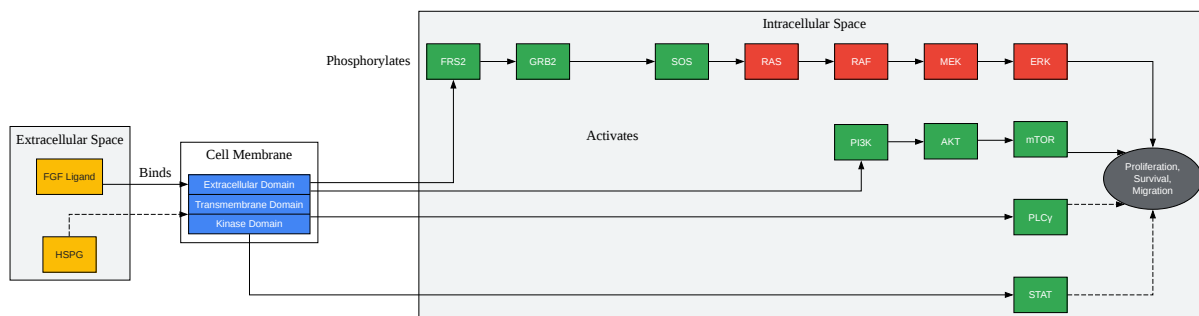 Intracellular Space
Phosphorylates
FRS2
GRB2
SOS
RAS
RAF
MEK
ERK
Extracellular Space
FGF Ligand
HSPG
Binds
Cell Membrane
Extracellular Domain
Transmembrane Domain
Kinase Domain
Activates
PI3K
AKT
mTOR
PLCγ
STAT
Proliferation,
Survival,
Migration